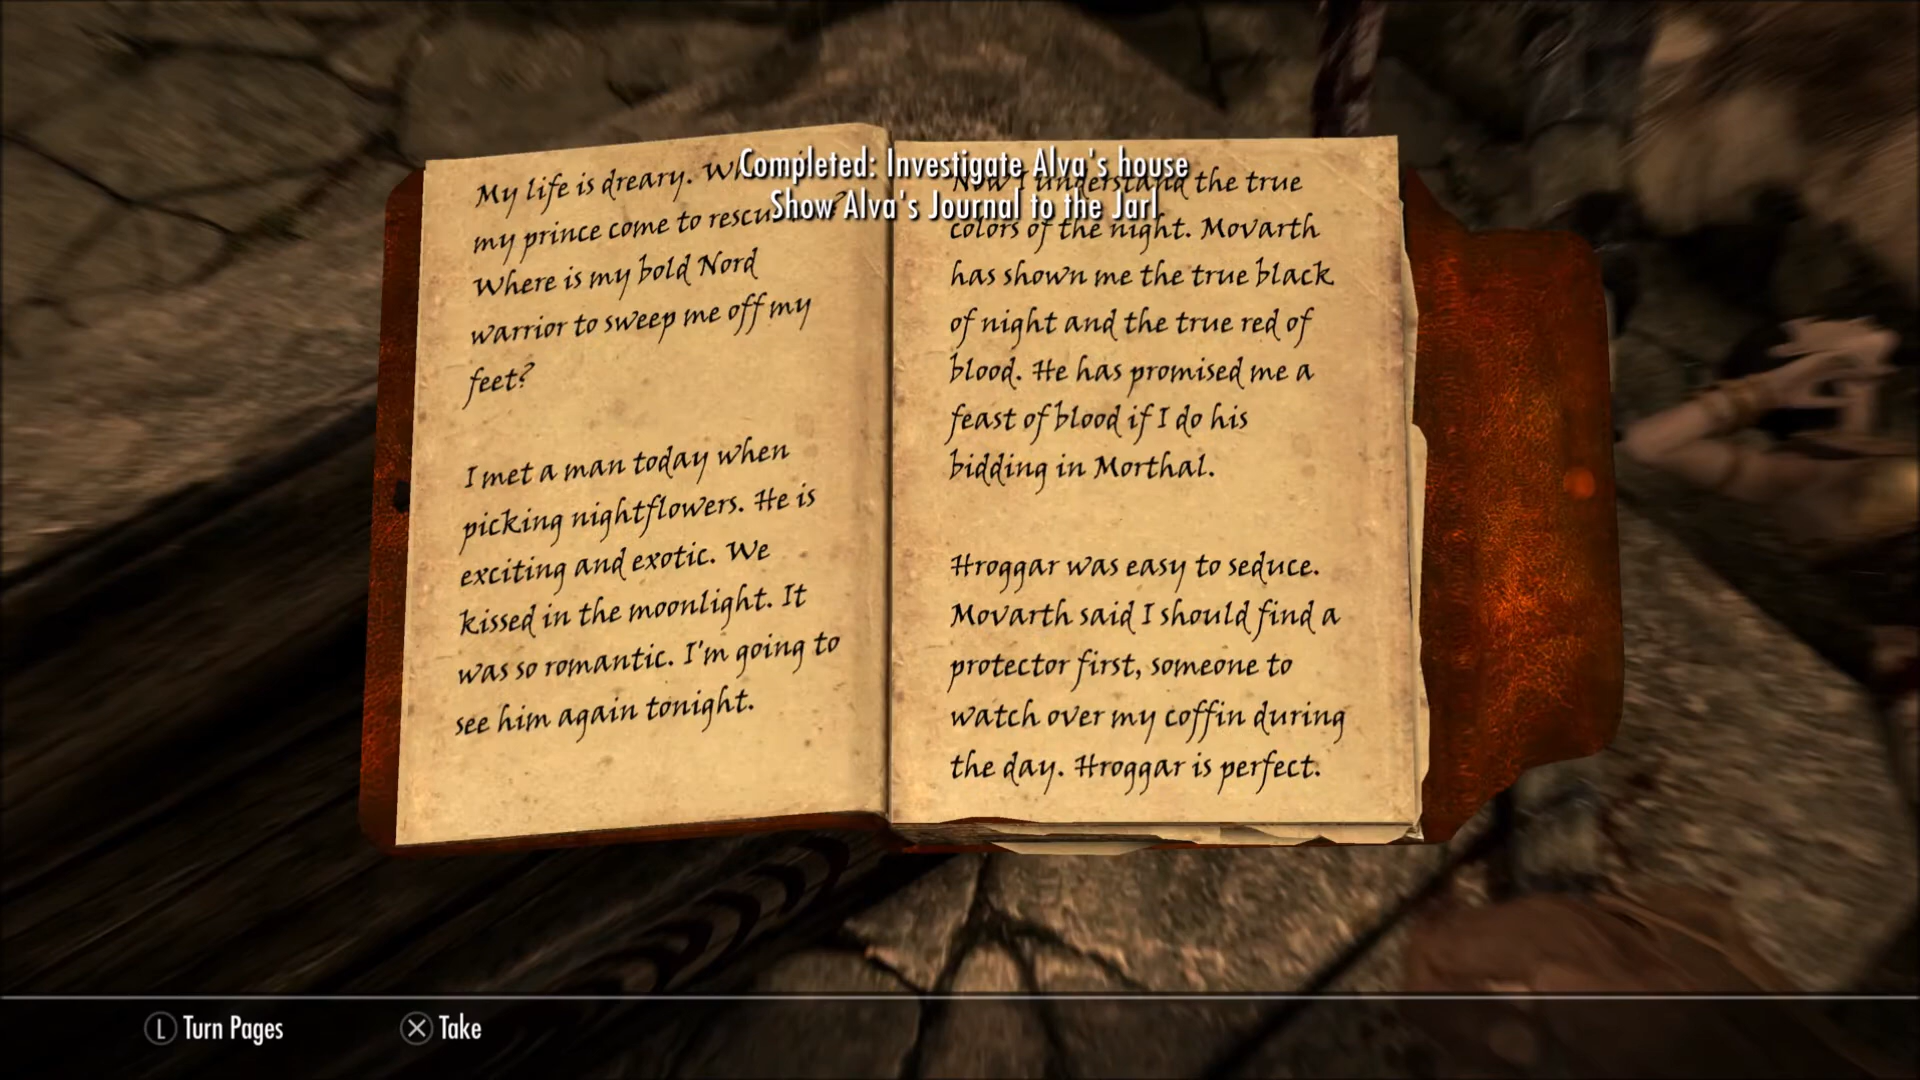 Completed: Investigate Alva's house
Show Alva's Journal to the Jarl
My life is dreary.
my prince come to
Where is my bold Nord
warrior to sweep me off my
feet?
I met a man today when
picking nightflowers. He is
exciting and exotic. We
kissed in the moonlight. It
was so romantic. I'm going to
see him again tonight.
Now I understand the true
colors of the night. Movarth
has shown me the true black
of night and the true red of
blood. He has promised me a
feast of blood if I do his
bidding in Morthal.
Hroggar was easy to seduce.
Movarth said I should find a
protector first, someone to
watch over my coffin during
the day. Hroggar is perfect.
L Turn Pages
X Take